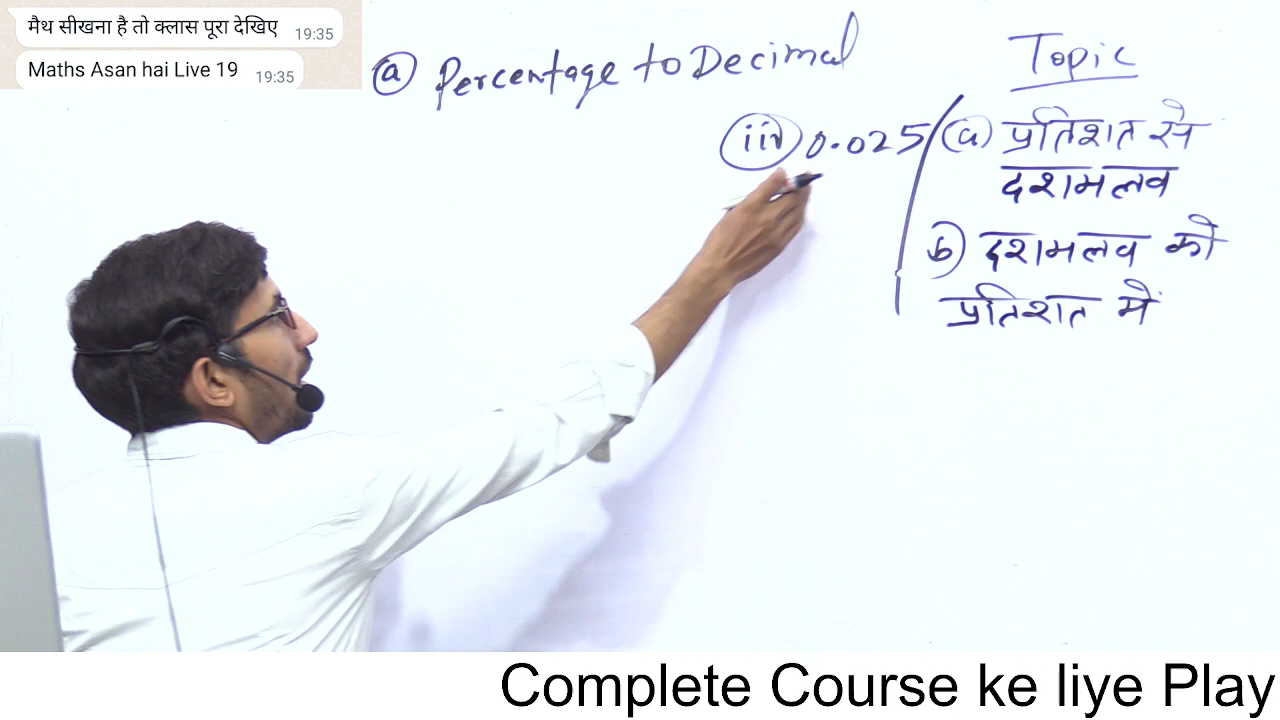 मैथ सीखना है तो क्लास पूरा देखिए 19:35
Maths Asan hai Live 19 19:35
(a) Percentage to Decimal
0.025
Topic
(a) प्रतिशत से
दशमलव
b) दशमलव को
प्रतिशत में
Complete Course ke liye Play